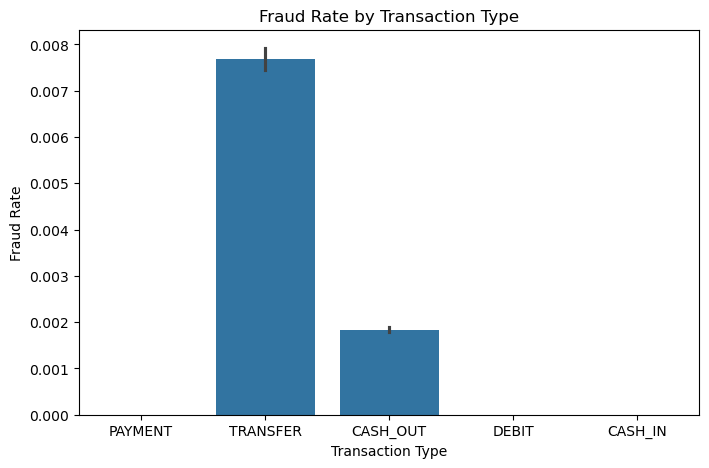 Fraud Rate by Transaction Type
0.008
0.007
0.006
0.005
0.004
0.003
0.002
0.001
0.000
Fraud Rate
PAYMENT TRANSFER CASH_OUT DEBIT CASH_IN
Transaction Type